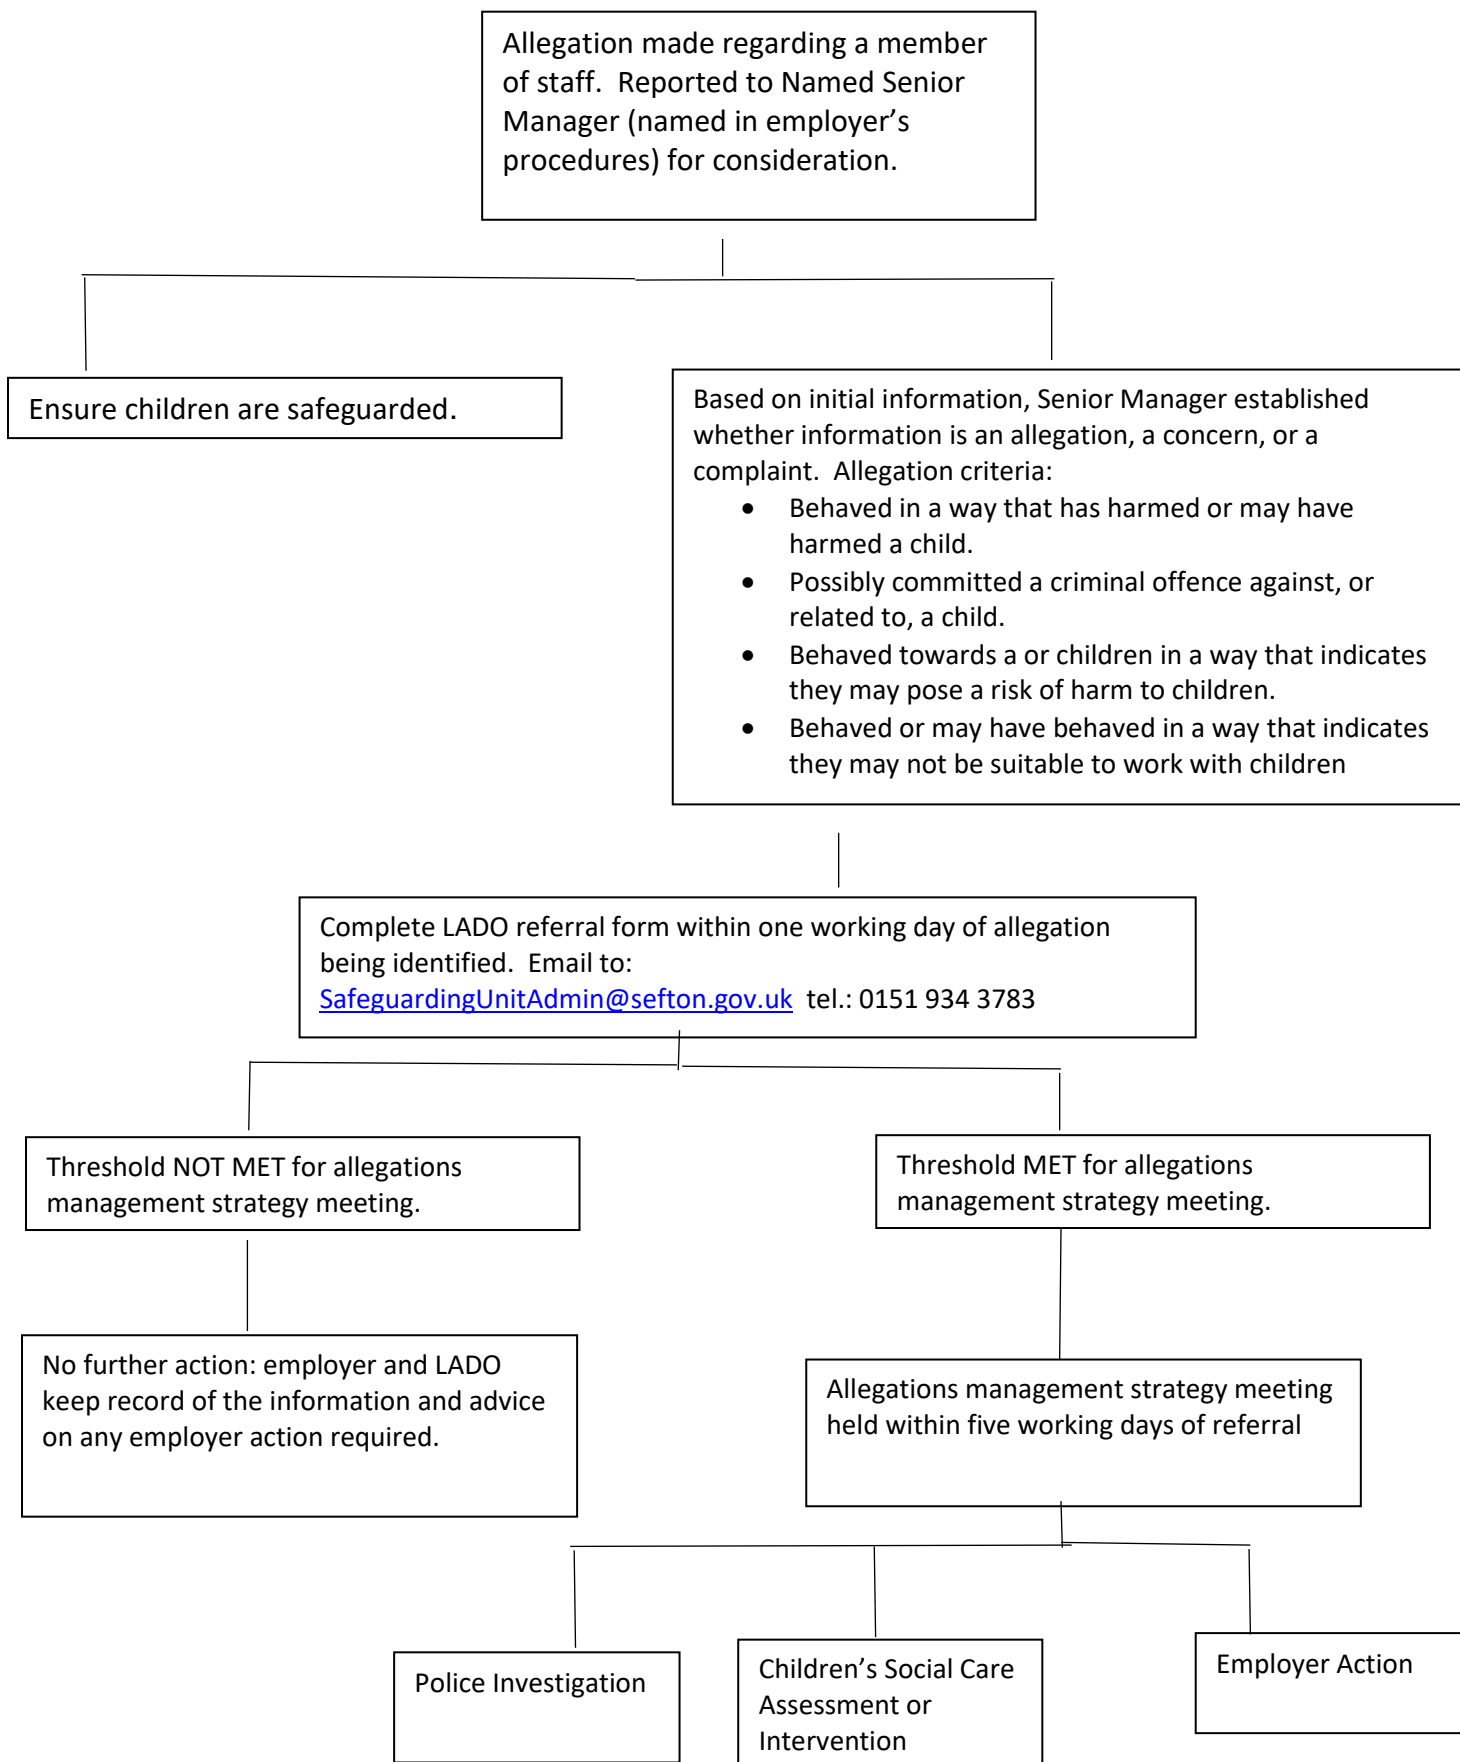 Allegation made regarding a member
of staff.  Reported to Named Senior
Manager (named in employer’s
procedures) for consideration.
Ensure children are safeguarded.
Based on initial information, Senior Manager established
whether information is an allegation, a concern, or a
complaint.  Allegation criteria:
• Behaved in a way that has harmed or may have
harmed a child.
• Possibly committed a criminal offence against, or
related to, a child.
• Behaved towards a or children in a way that indicates
they may pose a risk of harm to children.
• Behaved or may have behaved in a way that indicates
they may not be suitable to work with children
Complete LADO referral form within one working day of allegation
being identified.  Email to:
SafeguardingUnitAdmin@sefton.gov.uk  tel.: 0151 934 3783
Threshold NOT MET for allegations
management strategy meeting.
Threshold MET for allegations
management strategy meeting.
No further action: employer and LADO
keep record of the information and advice
on any employer action required.
Allegations management strategy meeting
held within five working days of referral
Police Investigation
Children’s Social Care
Assessment or
Intervention
Employer Action